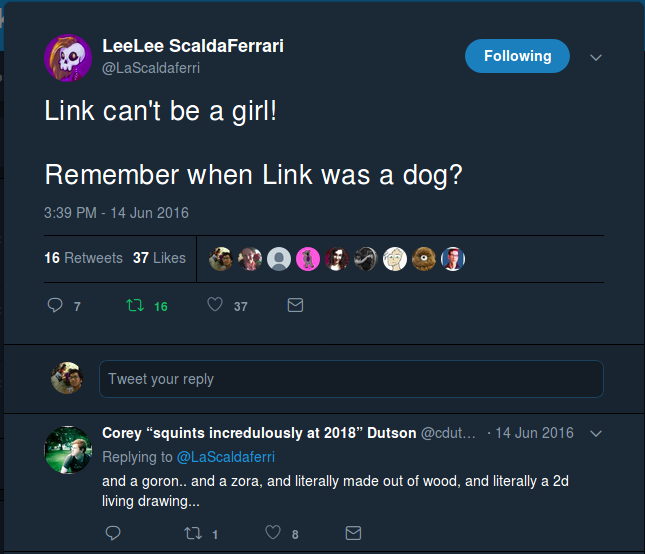 LeeLee ScaldaFerrari
@LaScaldaferri
Following
Link can't be a girl!
Remember when Link was a dog?
3:39 PM - 14 Jun 2016
16 Retweets 37 Likes
7 16 37
Tweet your reply
Corey “squints incredulously at 2018” Dutson @cdut... · 14 Jun 2016
Replying to @LaScaldaferri
and a goron.. and a zora, and literally made out of wood, and literally a 2d
living drawing...
1 8